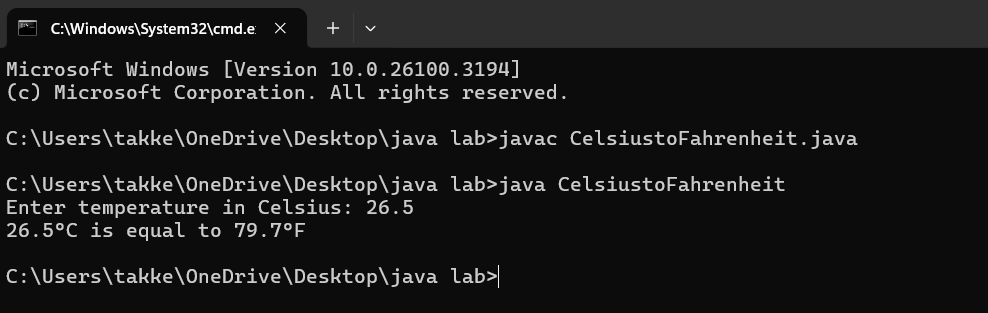 C:\Windows\System32\cmd.e
Microsoft Windows [Version 10.0.26100.3194]
(c) Microsoft Corporation. All rights reserved.
C:\Users\takke\OneDrive\Desktop\java lab>javac CelsiustoFahrenheit.java
C:\Users\takke\OneDrive\Desktop\java lab>java CelsiustoFahrenheit
Enter temperature in Celsius: 26.5
26.5°C is equal to 79.7°F
C:\Users\takke\OneDrive\Desktop\java lab>